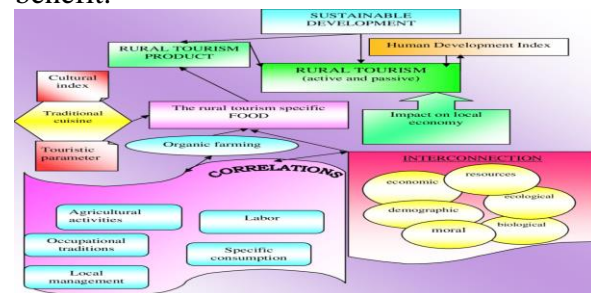 benefit.
SUSTAINABLE
DEVELOPMENT
Human Development Index
RURAL TOURISM
PRODUCT
RURAL TOURISM
(active and passive)
Cultural
index
Traditional
cuisine
Touristic
parameter
The rural tourism specific
FOOD
Impact on local
economy
Organic farming
CORRELATIONS
INTERCONNECTION
resources
economic
ecological
demographic
biological
moral
Agricultural
activities
Labor
Occupational
traditions
Specific
consumption
Local
management